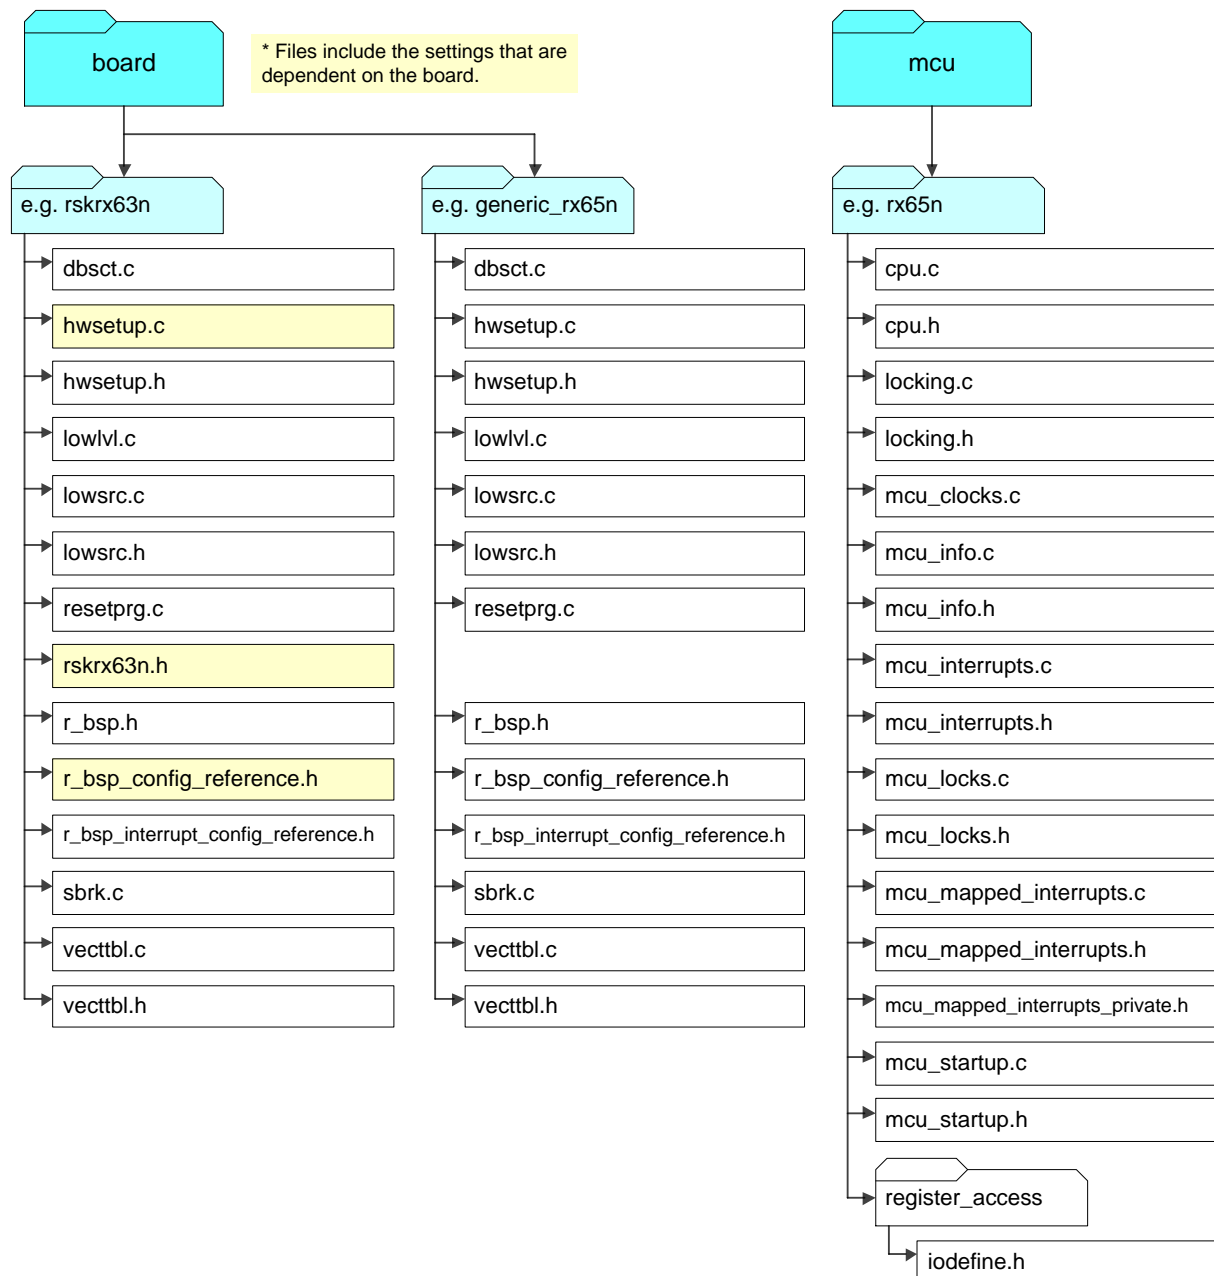 board
* Files include the settings that are
dependent on the board.
mcu
e.g. rskrx63n
dbsct.c
hwsetup.c
hwsetup.h
lowlvl.c
lowsrc.c
lowsrc.h
resetprg.c
rskrx63n.h
r_bsp.h
r_bsp_config_reference.h
r_bsp_interrupt_config_reference.h
sbrk.c
vecttbl.c
vecttbl.h
e.g. generic_rx65n
dbsct.c
hwsetup.c
hwsetup.h
lowlvl.c
lowsrc.c
lowsrc.h
resetprg.c
r_bsp.h
r_bsp_config_reference.h
r_bsp_interrupt_config_reference.h
sbrk.c
vecttbl.c
vecttbl.h
e.g. rx65n
cpu.c
cpu.h
locking.c
locking.h
mcu_clocks.c
mcu_info.c
mcu_info.h
mcu_interrupts.c
mcu_interrupts.h
mcu_locks.c
mcu_locks.h
mcu_mapped_interrupts.c
mcu_mapped_interrupts.h
mcu_mapped_interrupts_private.h
mcu_startup.c
mcu_startup.h
register_access
iodefine.h